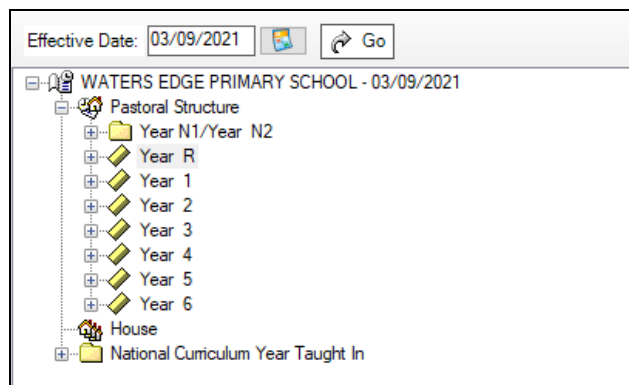 Effective Date: 03/09/2021 Go
WATERS EDGE PRIMARY SCHOOL - 03/09/2021
Pastoral Structure
Year N1/Year N2
Year R
Year 1
Year 2
Year 3
Year 4
Year 5
Year 6
House
National Curriculum Year Taught In